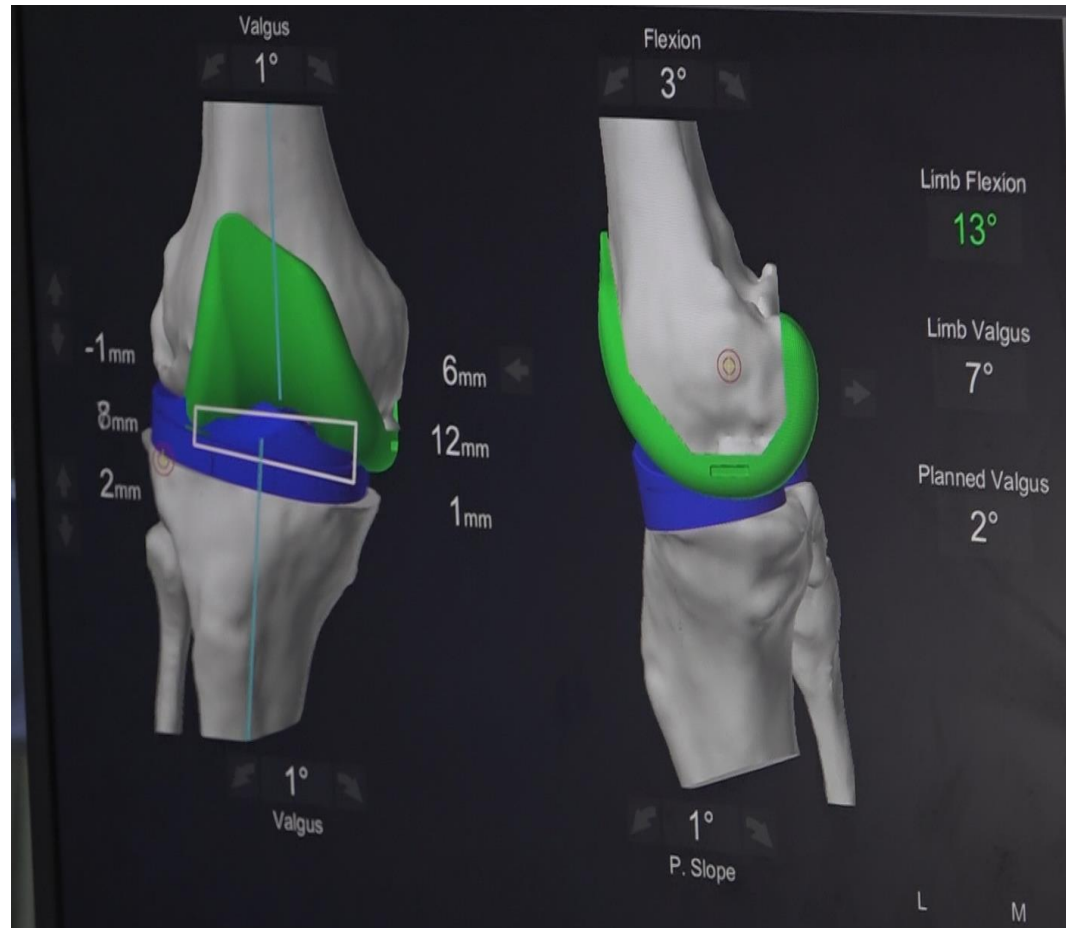 Valgus
1°
Flexion
3°
Limb Flexion
13°
Limb Valgus
7°
Planned Valgus
2°
-1mm
8mm
2mm
6mm
12mm
1mm
1°
Valgus
1°
P. Slope
L
M